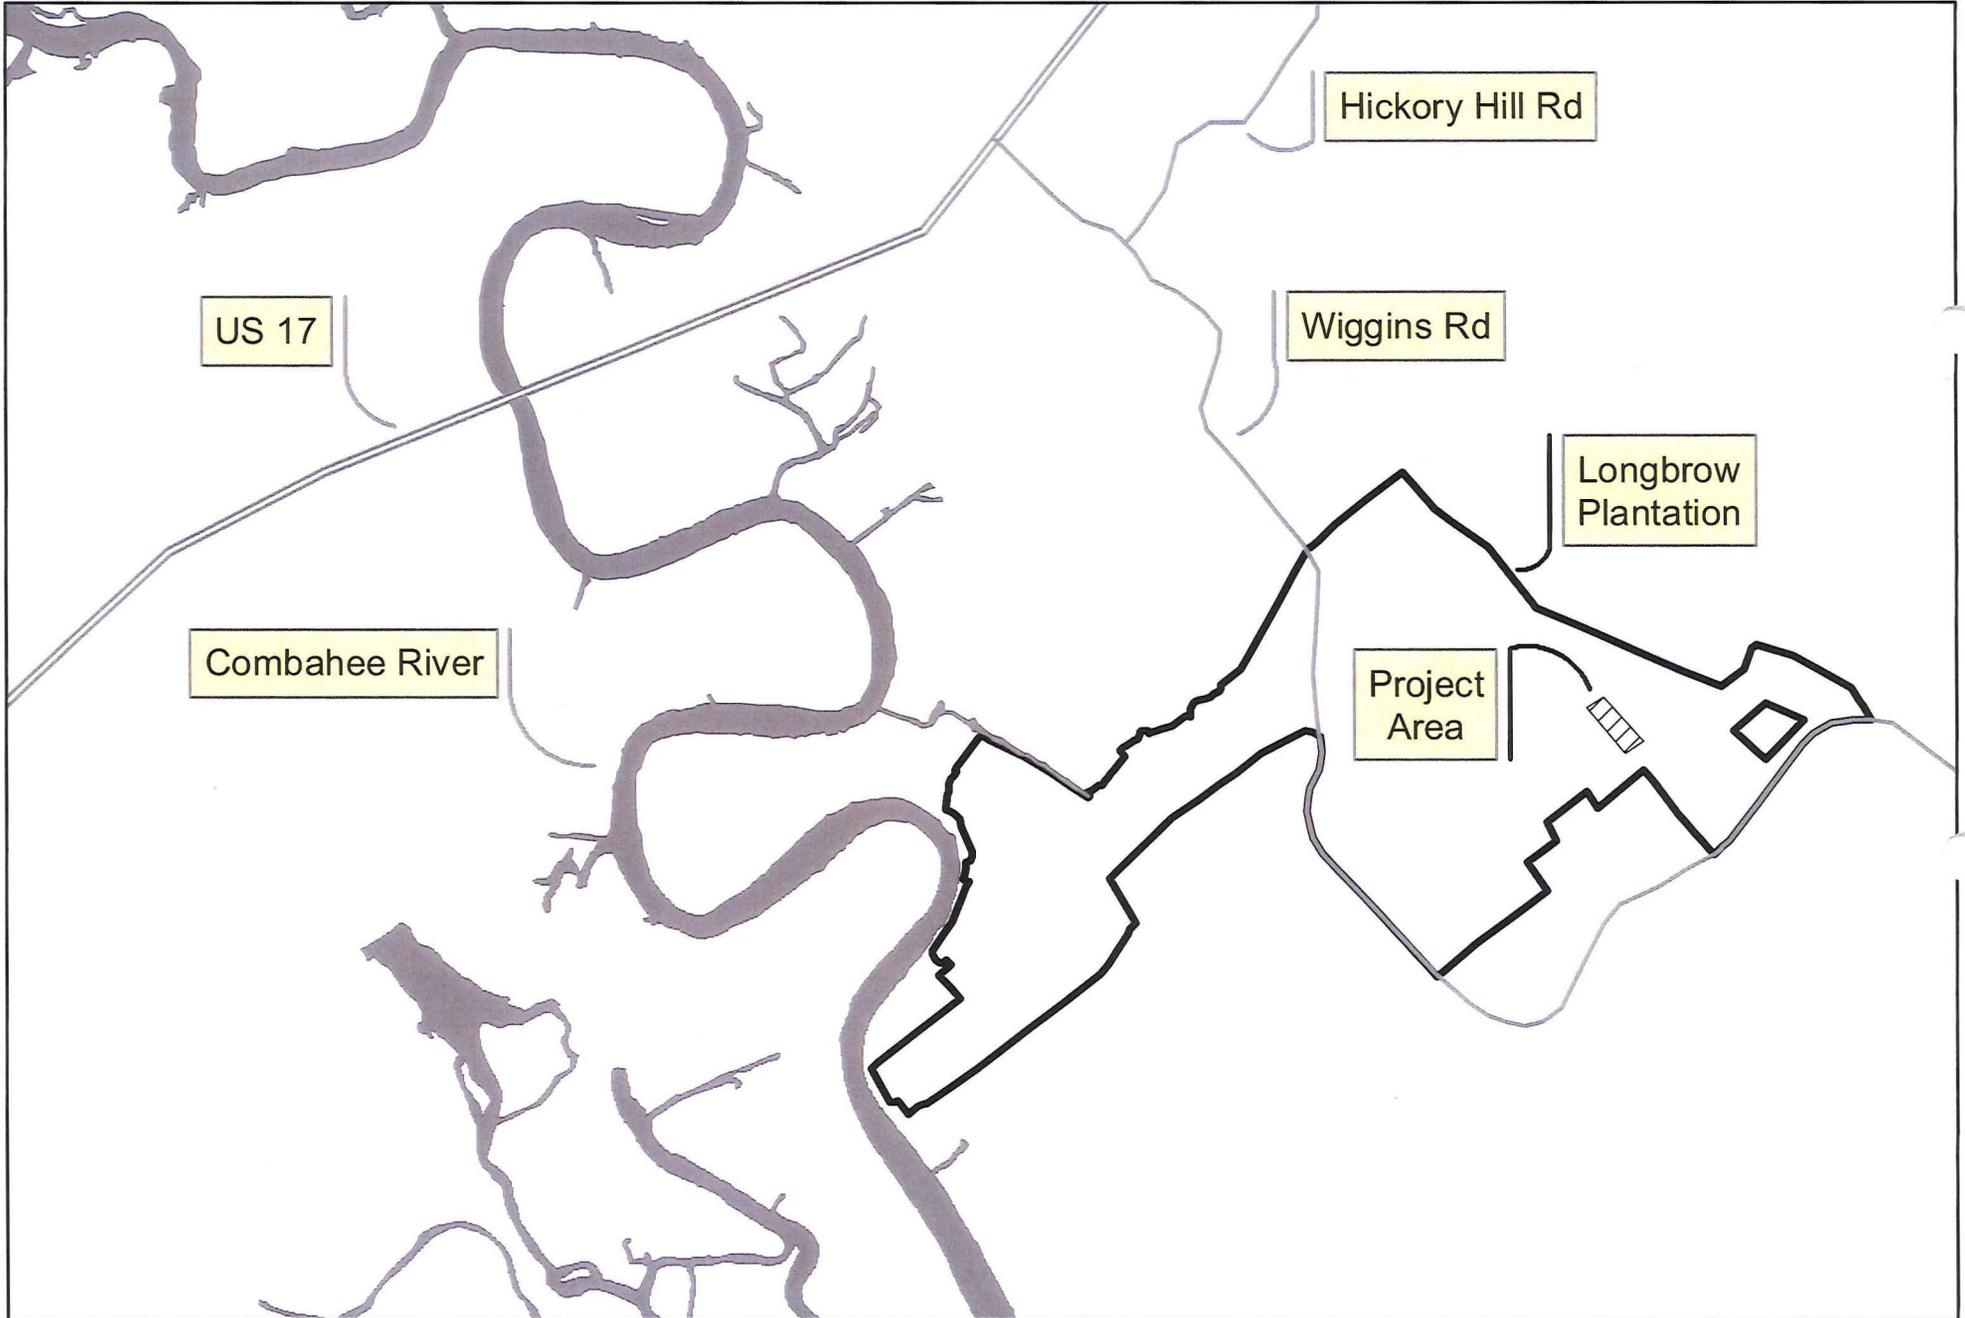 Hickory Hill Rd
US 17
Wiggins Rd
Longbrow
Plantation
Combahee River
Project
Area